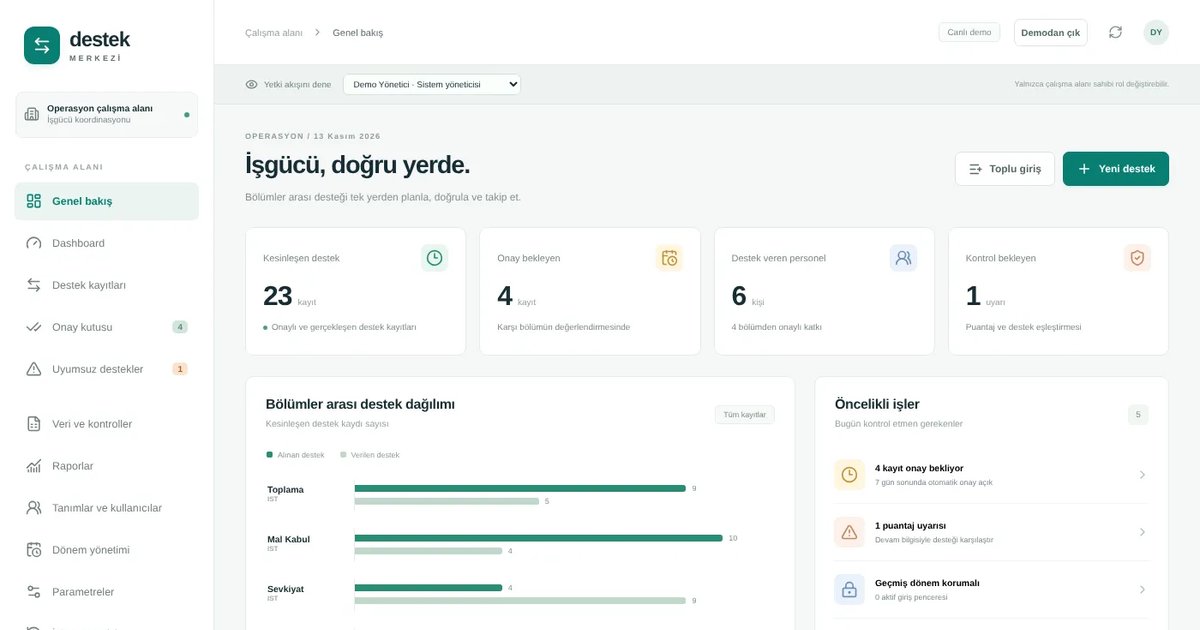 destek
MERKEZİ
Operasyon çalışma alanı
İşgücü koordinasyonu
ÇALIŞMA ALANI
Genel bakış
Dashboard
Destek kayıtları
Onay kutusu 4
Uyumsuz destekler 1
Veri ve kontroller
Raporlar
Tanımlar ve kullanıcılar
Dönem yönetimi
Parametreler
Çalışma alanı > Genel bakış
Canlı demo
Demodan çık
DY
Yetki akışını dene
Demo Yönetici - Sistem yöneticisi
Yalnızca çalışma alanı sahibi rol değiştirebilir.
OPERASYON / 13 Kasım 2026
İşgücü, doğru yerde.
Bölümler arası desteği tek yerden planla, doğrula ve takip et.
Toplu giriş
Yeni destek
Kesinleşen destek
23 kayıt
Onaylı ve gerçekleşen destek kayıtları
Onay bekleyen
4 kayıt
Karşı bölümün değerlendirmesinde
Destek veren personel
6 kişi
4 bölümden onaylı katkı
Kontrol bekleyen
1 uyarı
Puantaj ve destek eşleştirmesi
Bölümler arası destek dağılımı
Kesinleşen destek kaydı sayısı
Tüm kayıtlar
Alınan destek
Verilen destek
Toplama
IST
9
5
Mal Kabul
IST
10
4
Sevkiyat
IST
4
9
Öncelikli işler
Bugün kontrol etmen gerekenler
5
4 kayıt onay bekliyor
7 gün sonunda otomatik onay açık
1 puantaj uyarısı
Devam bilgisiyle desteği karşılaştır
Geçmiş dönem korumalı
0 aktif giriş penceresi